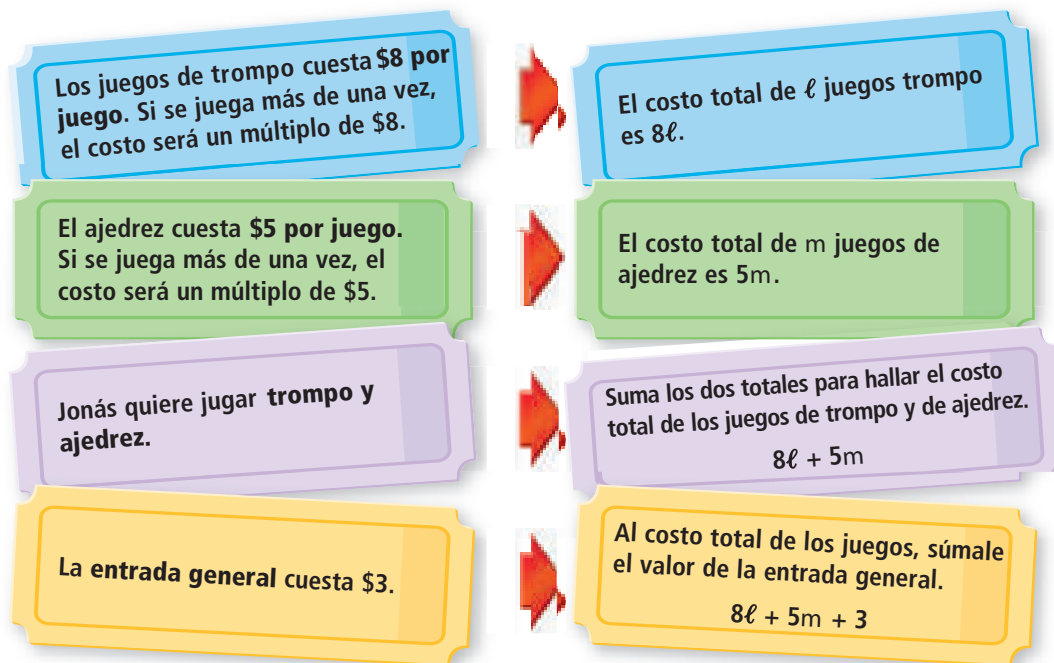 Los juegos de trompo cuesta $8 por
juego. Si se juega más de una vez,
el costo será un múltiplo de $8.
El costo total de ℓ juegos trompo
es 8ℓ.
El ajedrez cuesta $5 por juego.
Si se juega más de una vez, el
costo será un múltiplo de $5.
El costo total de m juegos de
ajedrez es 5m.
Jonás quiere jugar trompo y
ajedrez.
Suma los dos totales para hallar el costo
total de los juegos de trompo y de ajedrez.
8ℓ + 5m
La entrada general cuesta $3.
Al costo total de los juegos, súmale
el valor de la entrada general.
8ℓ + 5m + 3